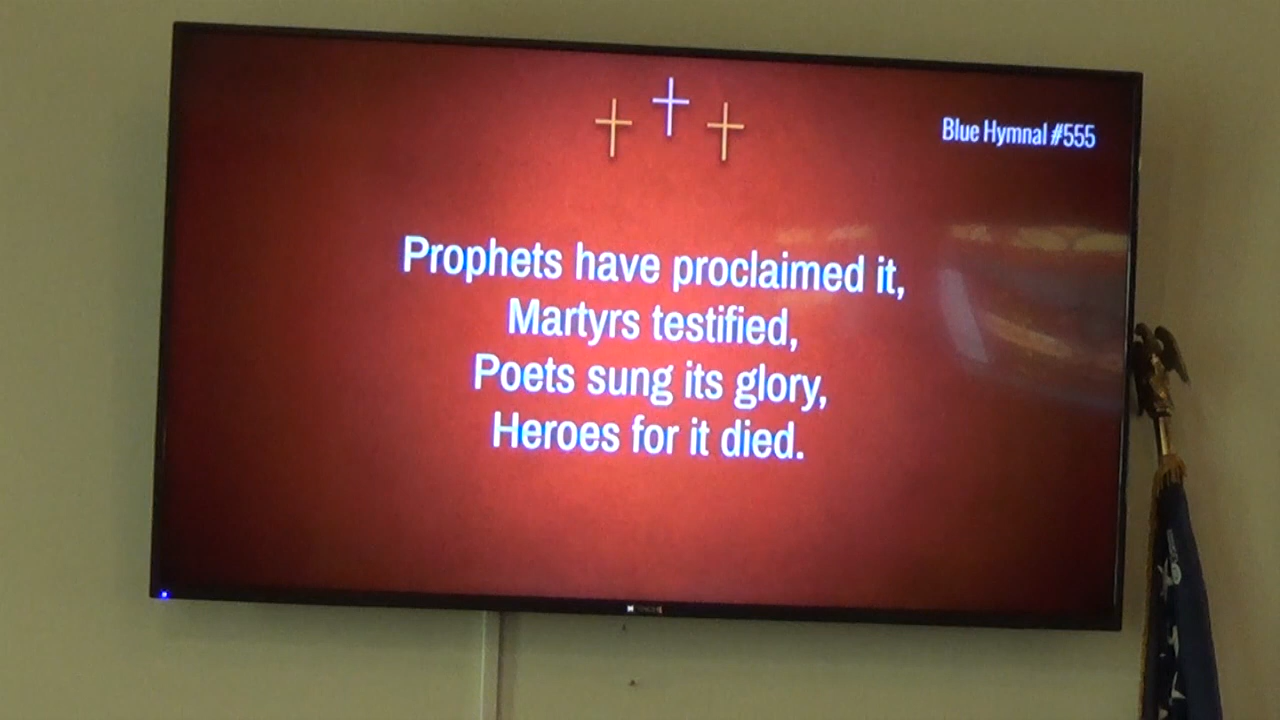 Blue Hymnal #555
Prophets have proclaimed it,
Martyrs testified,
Poets sung its glory,
Heroes for it died.